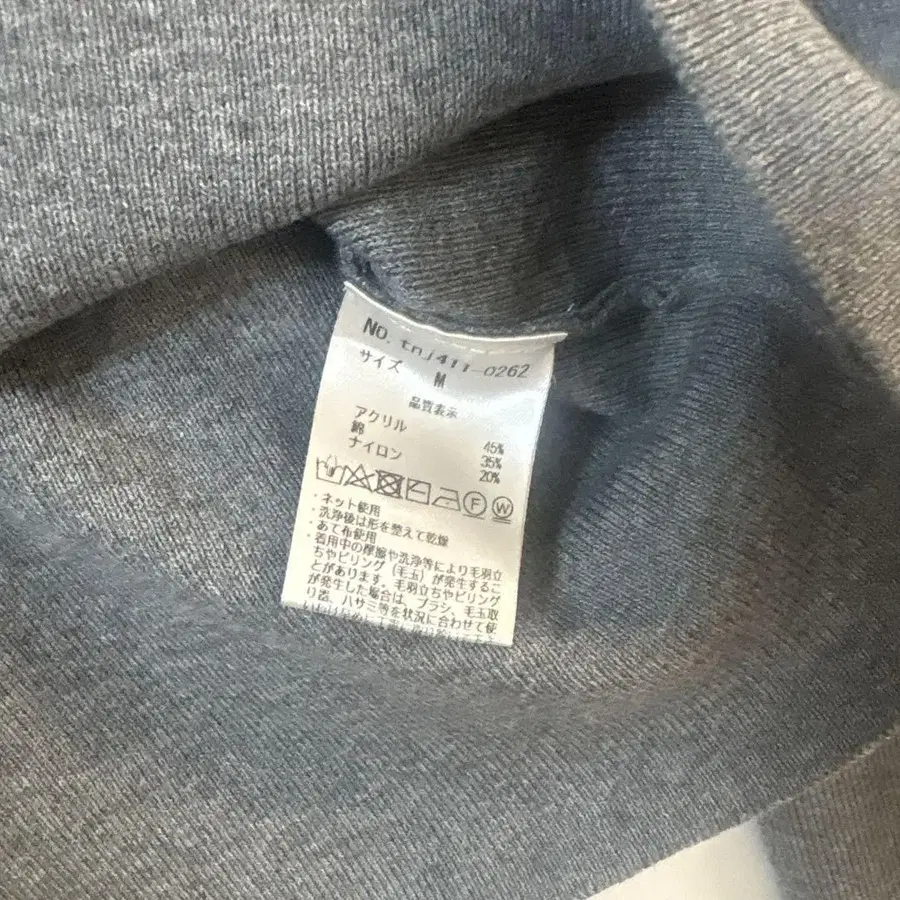 No. tnj411-0262
サイズ M
品質表示
アクリル 45%
綿 35%
ナイロン 20%
F W
・ネット使用
・洗浄後は形を整えて乾燥
・あて布使用
・着用中の摩擦や洗浄等により毛羽立
ちやピリング(毛玉)が発生するこ
とがあります。毛羽立ちやピリング
が発生した場合は、ブラシ、毛玉取
り器、ハサミ等を状況に合わせて使